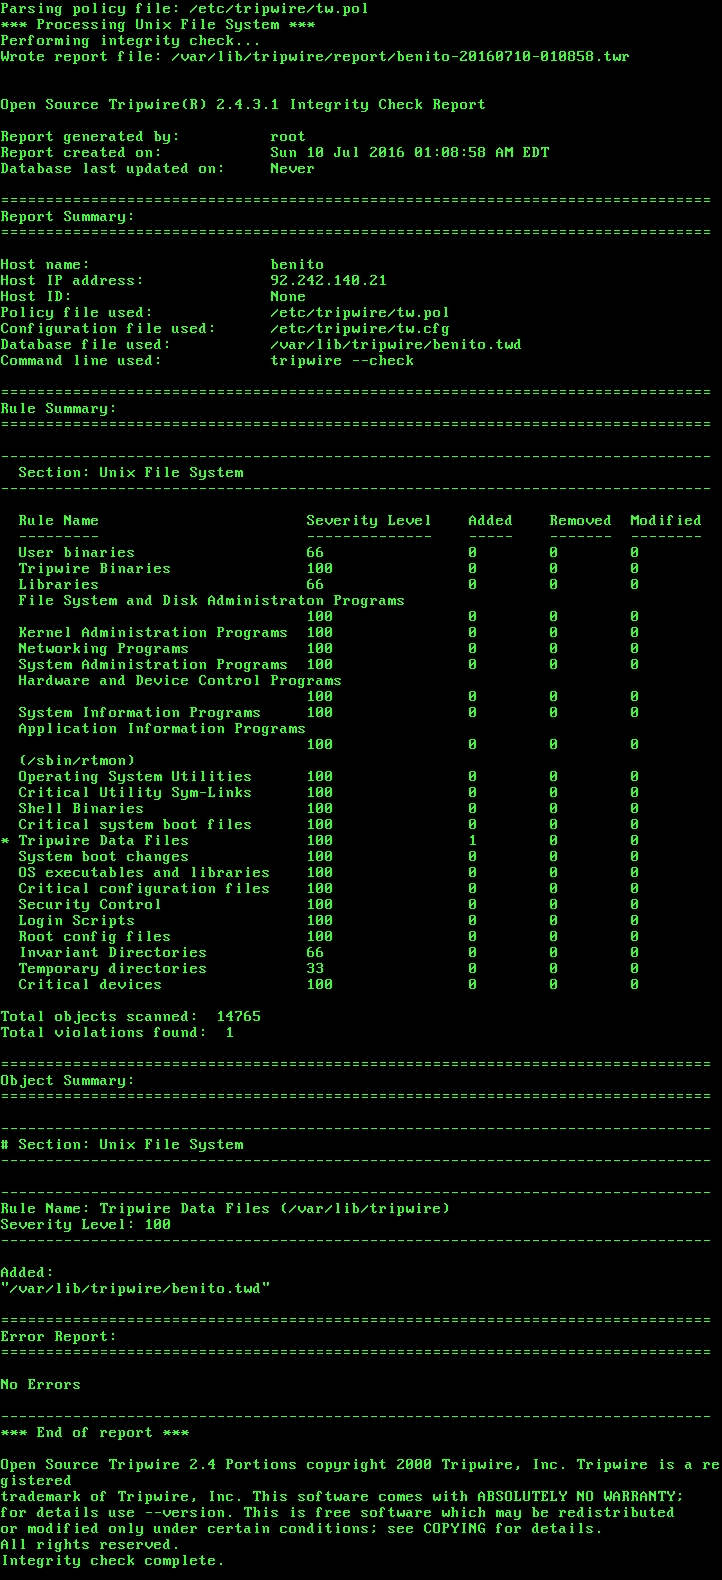 Parsing policy file: /etc/tripwire/tw.pol
*** Processing Unix File System ***
Performing integrity check...
Wrote report file: /var/lib/tripwire/report/benito-20160710-010858.twr
Open Source Tripwire(R) 2.4.3.1 Integrity Check Report
Report generated by:          root
Report created on:            Sun 10 Jul 2016 01:08:58 AM EDT
Database last updated on:     Never
===============================================================================
Report Summary:
===============================================================================
Host name:                    benito
Host IP address:              92.242.140.21
Host ID:                      None
Policy file used:             /etc/tripwire/tw.pol
Configuration file used:      /etc/tripwire/tw.cfg
Database file used:           /var/lib/tripwire/benito.twd
Command line used:            tripwire --check
===============================================================================
Rule Summary:
===============================================================================
-------------------------------------------------------------------------------
  Section: Unix File System
-------------------------------------------------------------------------------
  Rule Name                       Severity Level    Added    Removed  Modified
  ---------                       --------------    -----    -------  --------
  User binaries                   66                0        0        0
  Tripwire Binaries               100               0        0        0
  Libraries                       66                0        0        0
  File System and Disk Administraton Programs
                                  100               0        0        0
  Kernel Administration Programs  100               0        0        0
  Networking Programs             100               0        0        0
  System Administration Programs  100               0        0        0
  Hardware and Device Control Programs
                                  100               0        0        0
  System Information Programs     100               0        0        0
  Application Information Programs
                                  100               0        0        0
  (/sbin/rtmon)
  Operating System Utilities      100               0        0        0
  Critical Utility Sym-Links      100               0        0        0
  Shell Binaries                  100               0        0        0
  Critical system boot files      100               0        0        0
* Tripwire Data Files             100               1        0        0
  System boot changes             100               0        0        0
  OS executables and libraries    100               0        0        0
  Critical configuration files    100               0        0        0
  Security Control                100               0        0        0
  Login Scripts                   100               0        0        0
  Root config files               100               0        0        0
  Invariant Directories           66                0        0        0
  Temporary directories           33                0        0        0
  Critical devices                100               0        0        0
Total objects scanned:  14765
Total violations found:  1
===============================================================================
Object Summary:
===============================================================================
-------------------------------------------------------------------------------
# Section: Unix File System
-------------------------------------------------------------------------------
-------------------------------------------------------------------------------
Rule Name: Tripwire Data Files (/var/lib/tripwire)
Severity Level: 100
-------------------------------------------------------------------------------
Added:
"/var/lib/tripwire/benito.twd"
===============================================================================
Error Report:
===============================================================================
No Errors
-------------------------------------------------------------------------------
*** End of report ***
Open Source Tripwire 2.4 Portions copyright 2000 Tripwire, Inc. Tripwire is a re
gistered
trademark of Tripwire, Inc. This software comes with ABSOLUTELY NO WARRANTY;
for details use --version. This is free software which may be redistributed
or modified only under certain conditions; see COPYING for details.
All rights reserved.
Integrity check complete.